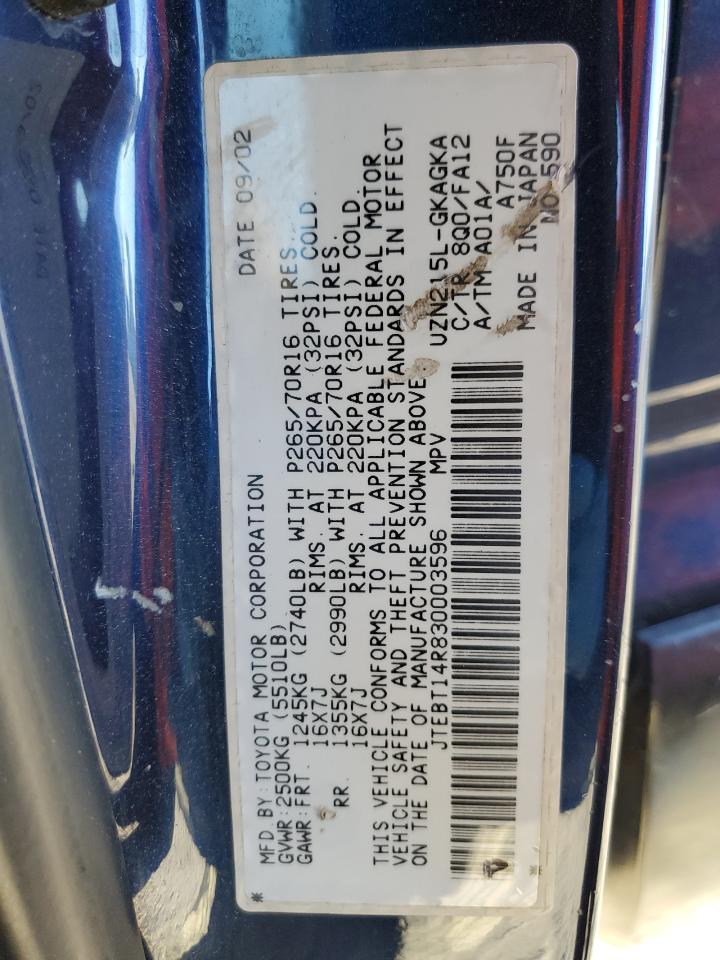 DATE 09/02
MFD BY: TOYOTA MOTOR CORPORATION
GVWR: 2500KG (5510LB)
GAWR: FRT. 1245KG (2740LB) WITH P265/70R16 TIRES.
16X7J RIMS. AT 220KPA (32PSI) COLD.
RR. 1355KG (2990LB) WITH P265/70R16 TIRES.
16X7J RIMS. AT 220KPA (32PSI) COLD.
THIS VEHICLE CONFORMS TO ALL APPLICABLE FEDERAL MOTOR
VEHICLE SAFETY AND THEFT PREVENTION STANDARDS IN EFFECT
ON THE DATE OF MANUFACTURE SHOWN ABOVE.
JTEBT14R830003596 MPV
UZN215L-GKAGKA
C/TR 8Q0/FA12
A/TM A01A/
A750F
MADE IN JAPAN
NO. 590